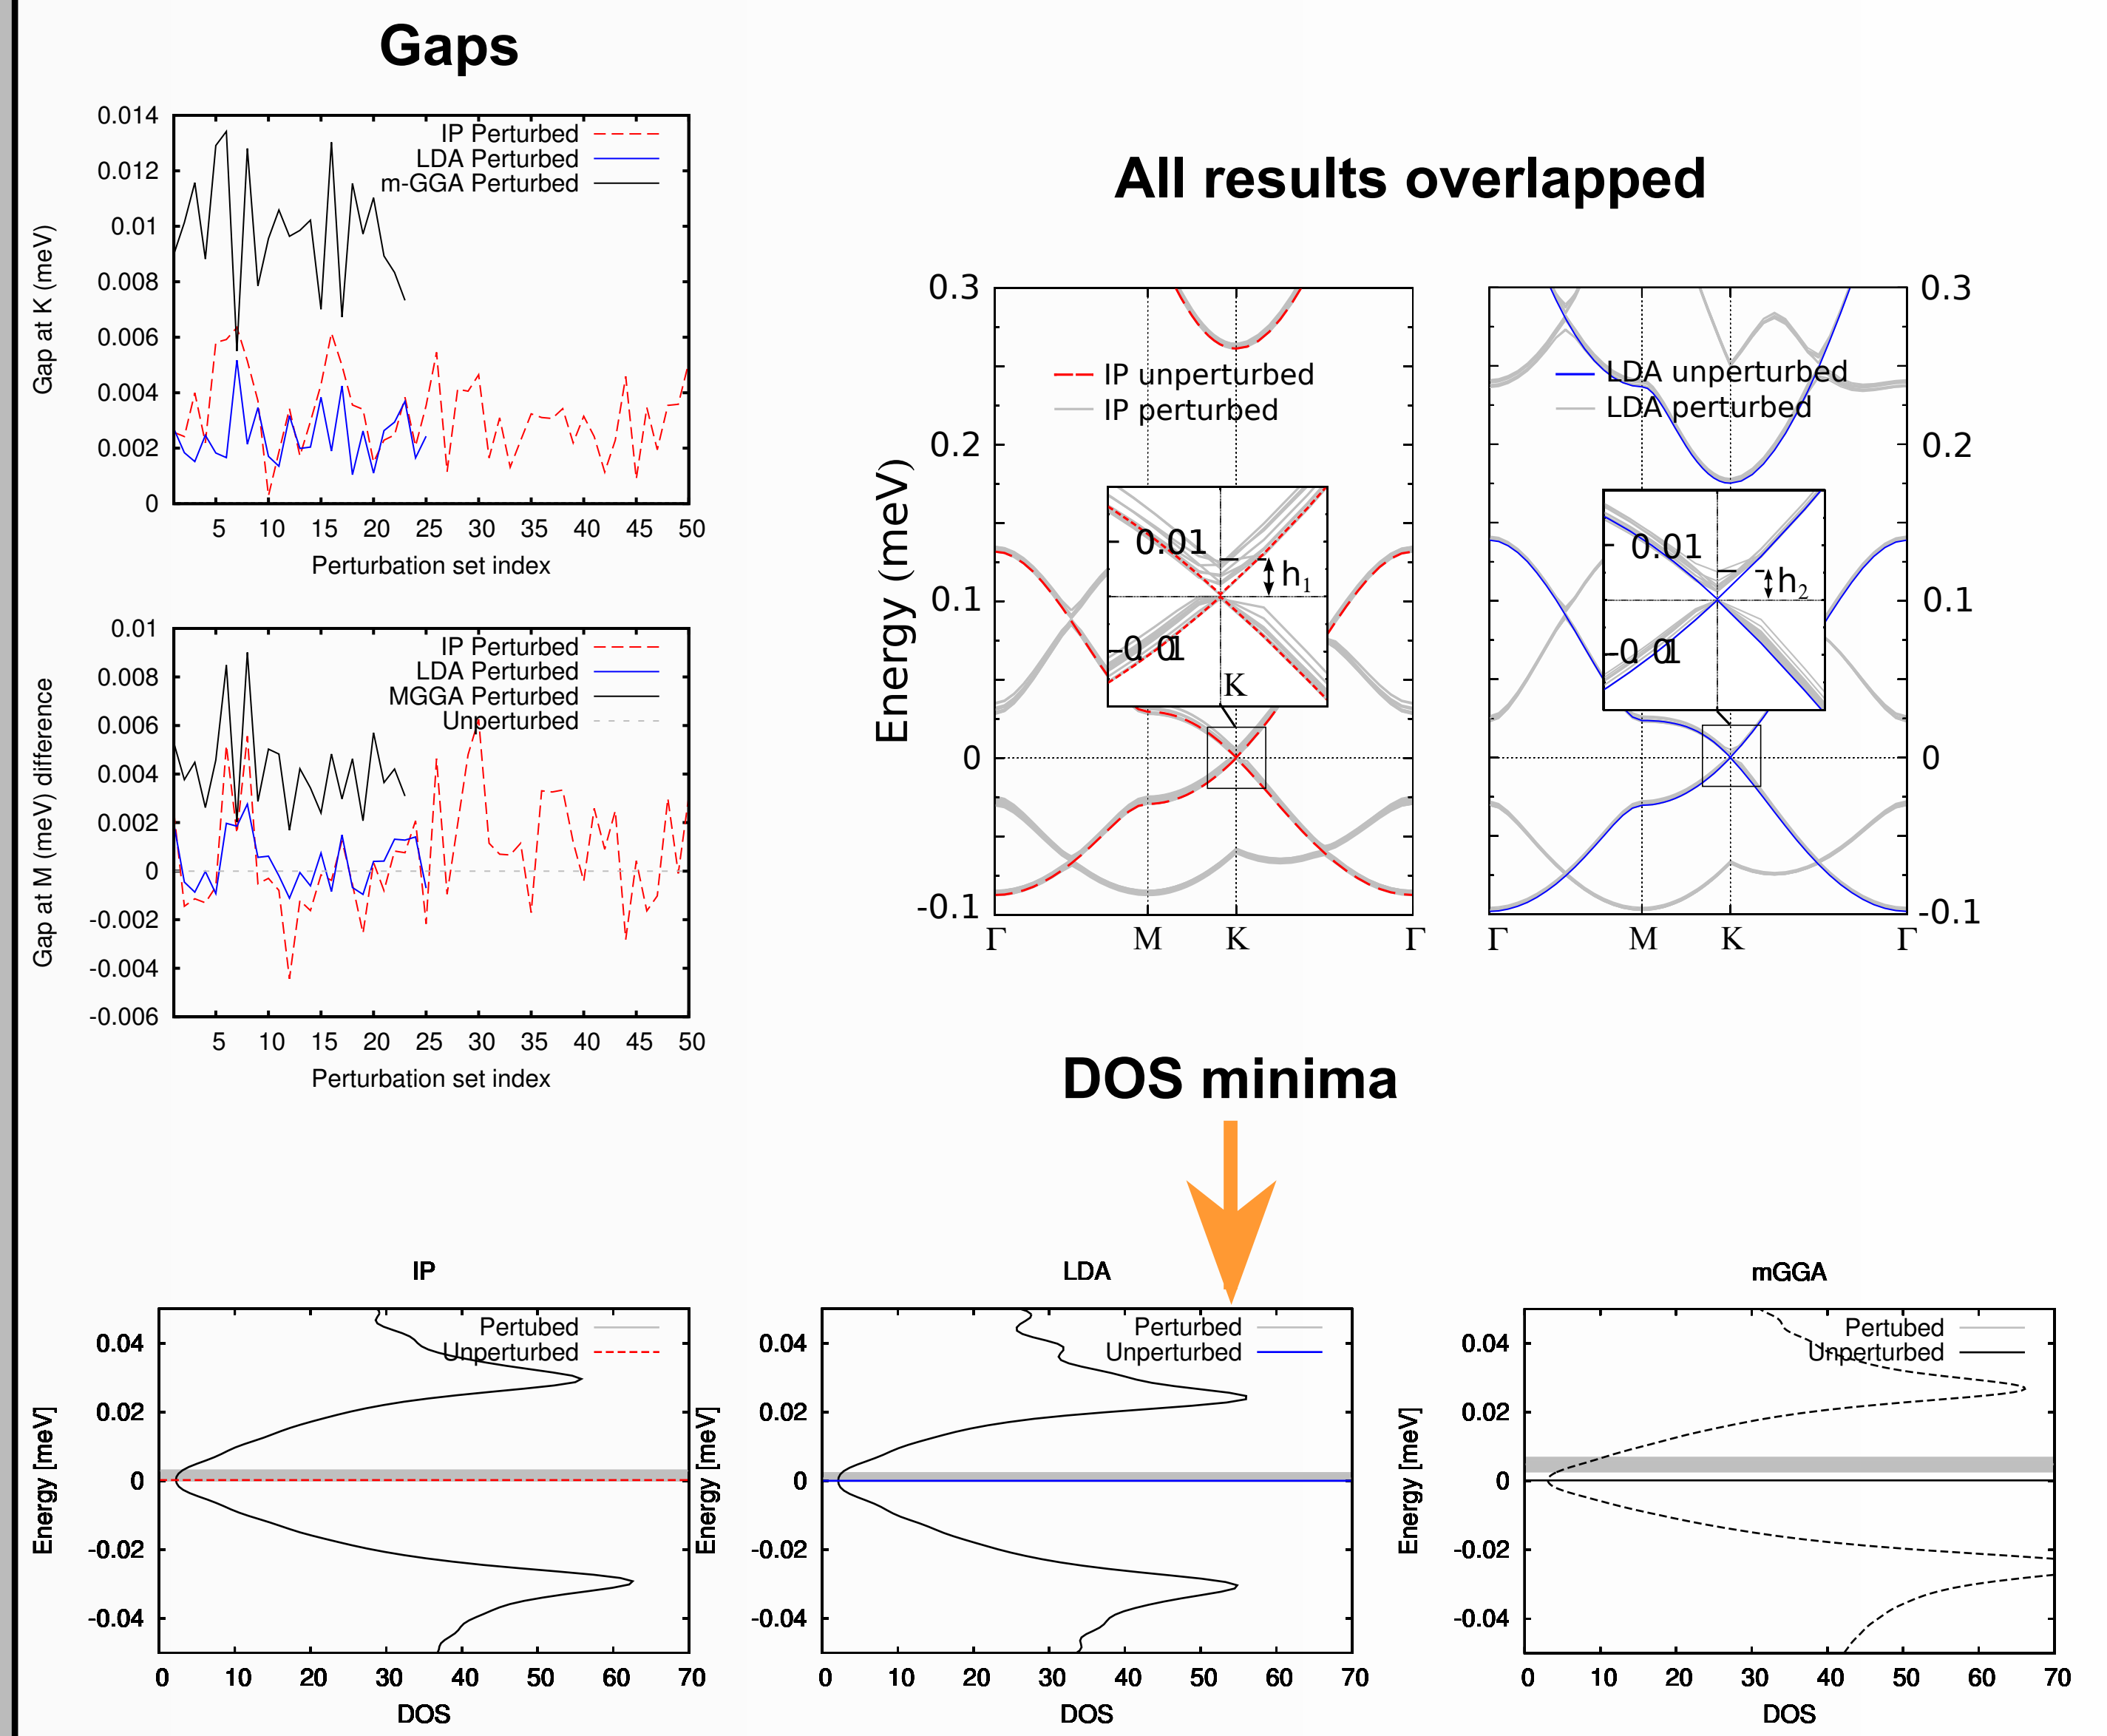 Gaps
0.014
0.012
0.01
0.008
0.006
0.004
0.002
0
Gap at K (meV)
IP Perturbed
LDA Perturbed
m-GGA Perturbed
5 10 15 20 25 30 35 40 45 50
Perturbation set index
0.01
0.008
0.006
0.004
0.002
0
-0.002
-0.004
-0.006
Gap at M (meV) difference
IP Perturbed
LDA Perturbed
MGGA Perturbed
Unperturbed
5 10 15 20 25 30 35 40 45 50
Perturbation set index
All results overlapped
0.3
0.2
0.1
0
-0.1
Energy (meV)
IP unperturbed
IP perturbed
0.01
h1
-0.01
K
Γ M K Γ
LDA unperturbed
LDA perturbed
0.01
h2
-0.01
0.3
0.2
0.1
0
-0.1
Γ M K Γ
DOS minima
IP
Pertubed
Unperturbed
0.04
0.02
0
-0.02
-0.04
Energy [meV]
0 10 20 30 40 50 60 70
DOS
LDA
Perturbed
Unperturbed
0.04
0.02
0
-0.02
-0.04
Energy [meV]
0 10 20 30 40 50 60 70
DOS
mGGA
Pertubed
Unperturbed
0.04
0.02
0
-0.02
-0.04
Energy [meV]
0 10 20 30 40 50 60 70
DOS